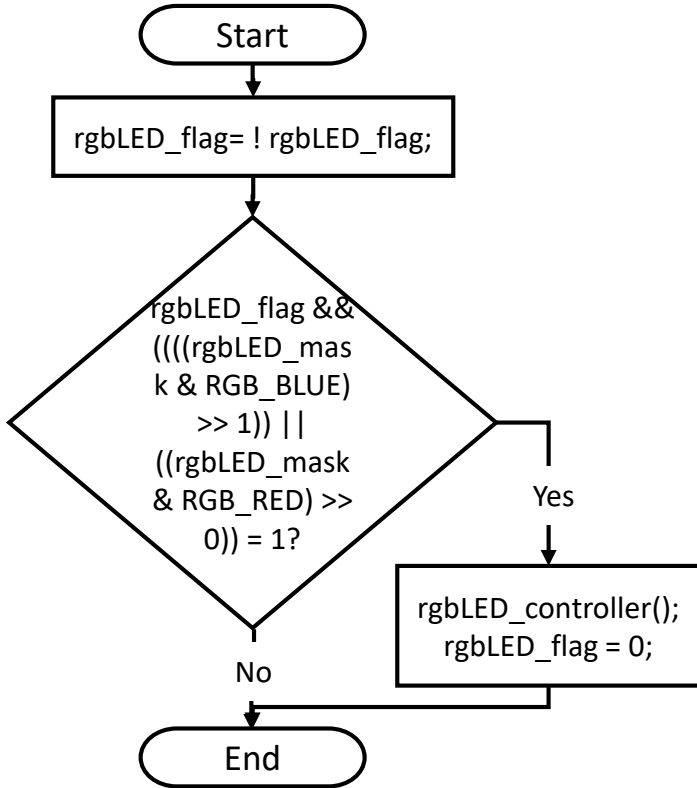 Start
rgbLED_flag= ! rgbLED_flag;
rgbLED_flag &&
((((rgbLED_mas
k & RGB_BLUE)
>> 1)) ||
((rgbLED_mask
& RGB_RED) >>
0)) = 1?
Yes
rgbLED_controller();
rgbLED_flag = 0;
No
End